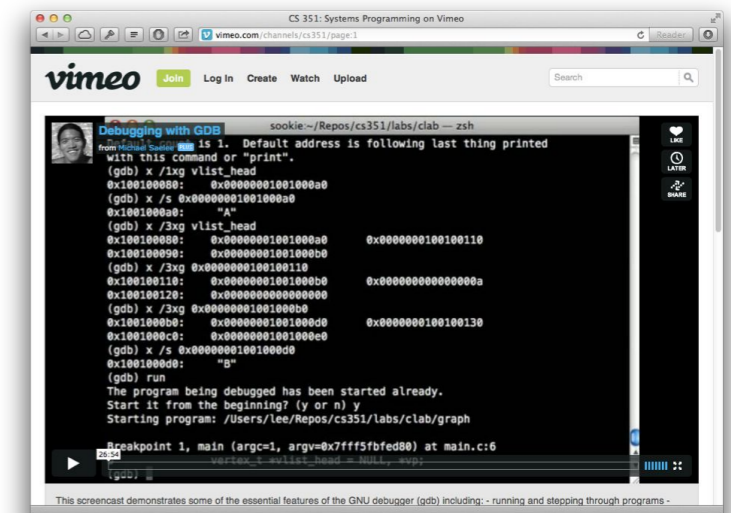 CS 351: Systems Programming on Vimeo
vimeo.com/channels/cs351/page:1
Reader
vimeo Join Log In Create Watch Upload Search
Debugging with GDB
from Michael Saelee PLUS
sookie:~/Repos/cs351/labs/clab — zsh
LIKE
LATER
SHARE
is 1. Default address is following last thing printed
with this command or "print".
(gdb) x /1xg vlist_head
0x100100080: 0x00000001001000a0
(gdb) x /s 0x00000001001000a0
0x1001000a0: "A"
(gdb) x /3xg vlist_head
0x100100080: 0x00000001001000a0 0x0000000100100110
0x100100090: 0x00000001001000b0
(gdb) x /3xg 0x0000000100100110
0x100100110: 0x00000001001000b0 0x000000000000000a
0x100100120: 0x0000000000000000
(gdb) x /3xg 0x00000001001000b0
0x1001000b0: 0x00000001001000d0 0x0000000100100130
0x1001000c0: 0x00000001001000e0
(gdb) x /s 0x00000001001000d0
0x1001000d0: "B"
(gdb) run
The program being debugged has been started already.
Start it from the beginning? (y or n) y
Starting program: /Users/lee/Repos/cs351/labs/clab/graph
Breakpoint 1, main (argc=1, argv=0x7fff5fbfed80) at main.c:6
26:54
vertex_t *vlist_head = NULL, *vp;
(gdb)
This screencast demonstrates some of the essential features of the GNU debugger (gdb) including: - running and stepping through programs -